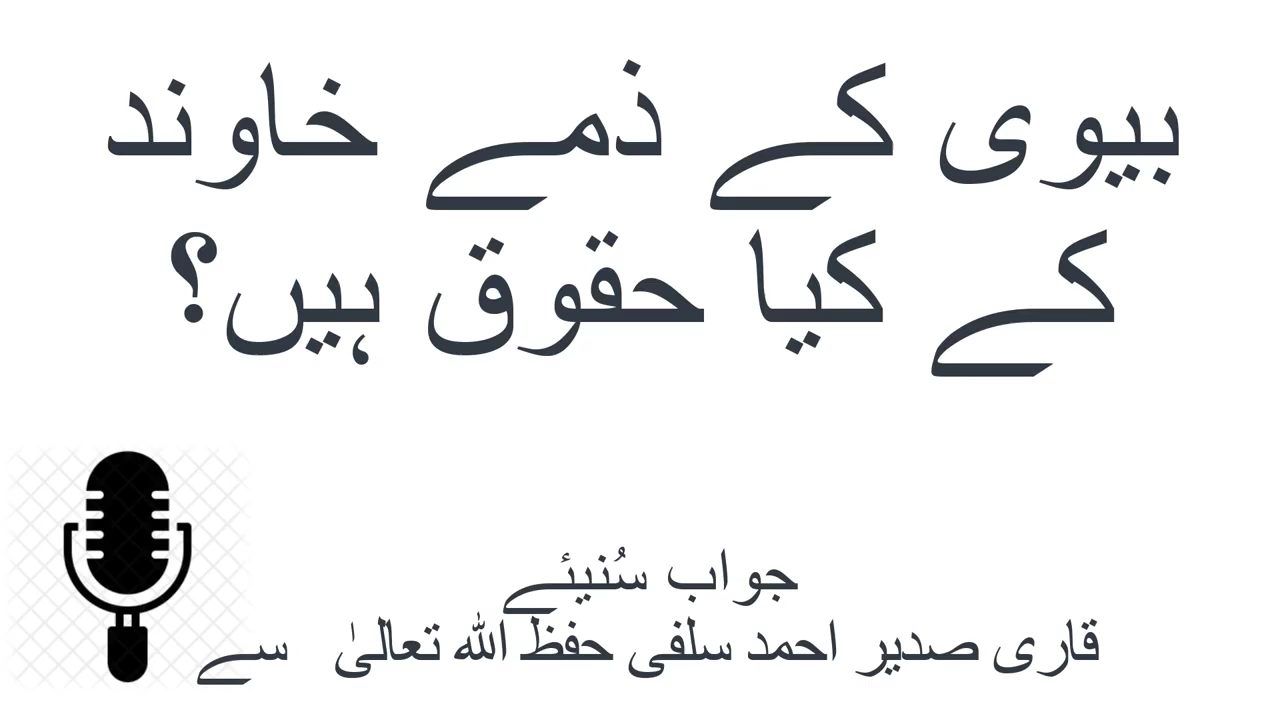 بیوی کے ذمے خاوند
کے کیا حقوق ہیں؟
جواب سُنیئے
قاری صدیر احمد سلفی حفظ اللہ تعالیٰ سے